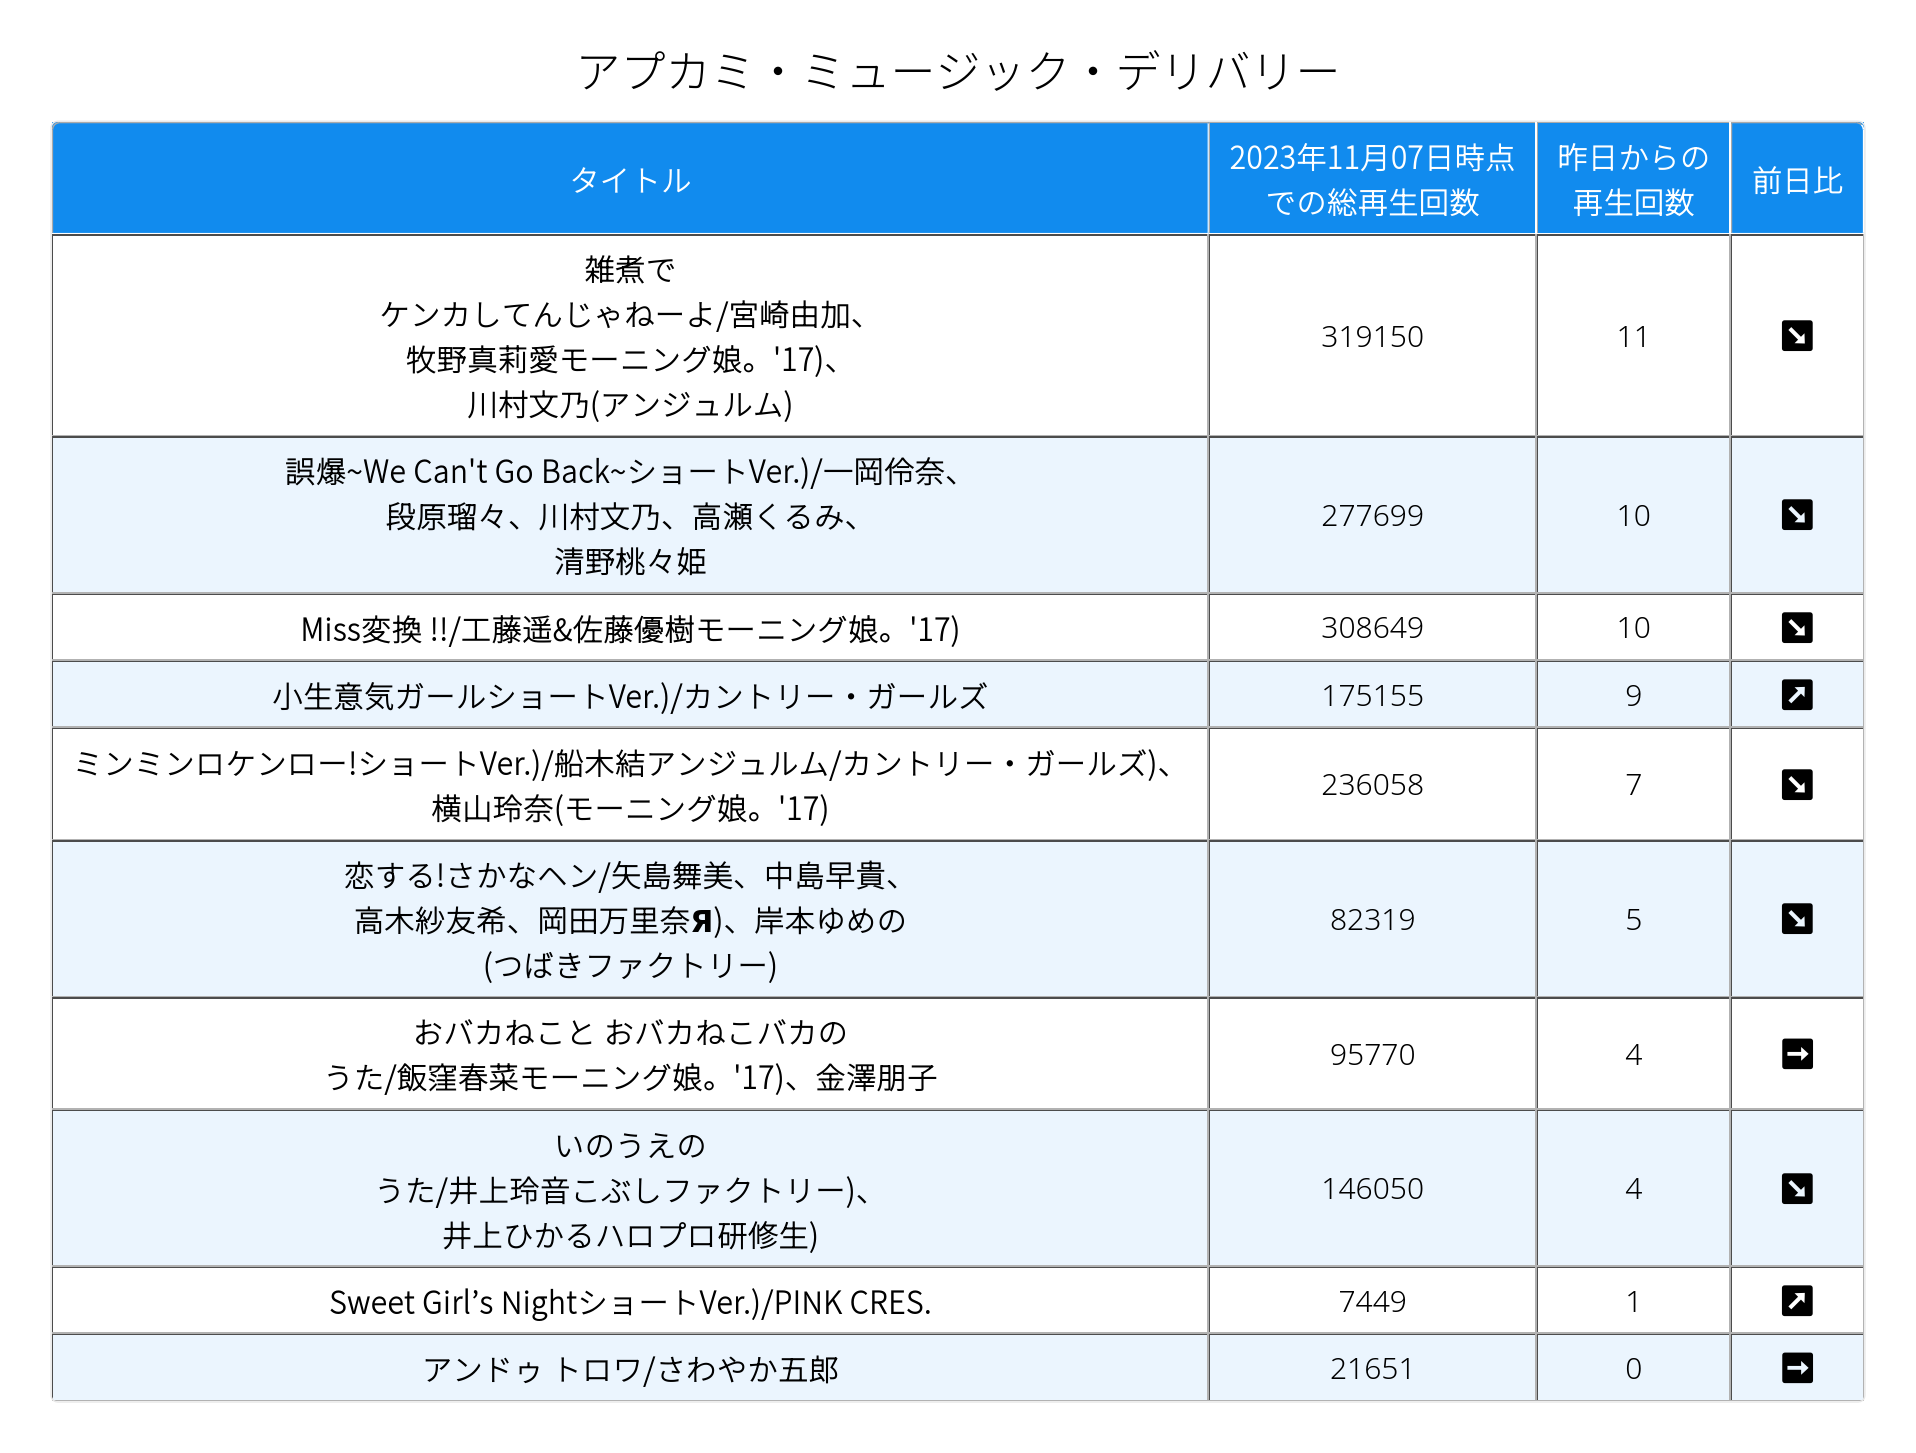 アプカミ・ミュージック・デリバリー
タイトル
2023年11月07日時点
での総再生回数
昨日からの
再生回数
前日比
雑煮で
ケンカしてんじゃねーよ/宮崎由加、
牧野真莉愛モーニング娘。'17)、
川村文乃(アンジュルム)
319150
11
↘
誤爆~We Can't Go Back~ショートVer.)/一岡伶奈、
段原瑠々、川村文乃、高瀬くるみ、
清野桃々姫
277699
10
↘
Miss変換 !!/工藤遥&佐藤優樹モーニング娘。'17)
308649
10
↘
小生意気ガールショートVer.)/カントリー・ガールズ
175155
9
↗
ミンミンロケンロー!ショートVer.)/船木結アンジュルム/カントリー・ガールズ)、
横山玲奈(モーニング娘。'17)
236058
7
↘
恋する!さかなヘン/矢島舞美、中島早貴、
高木紗友希、岡田万里奈Я)、岸本ゆめの
(つばきファクトリー)
82319
5
↘
おバカねこと おバカねこバカの
うた/飯窪春菜モーニング娘。'17)、金澤朋子
95770
4
➡
いのうえの
うた/井上玲音こぶしファクトリー)、
井上ひかるハロプロ研修生)
146050
4
↘
Sweet Girl’s NightショートVer.)/PINK CRES.
7449
1
↗
アンドゥ トロワ/さわやか五郎
21651
0
➡